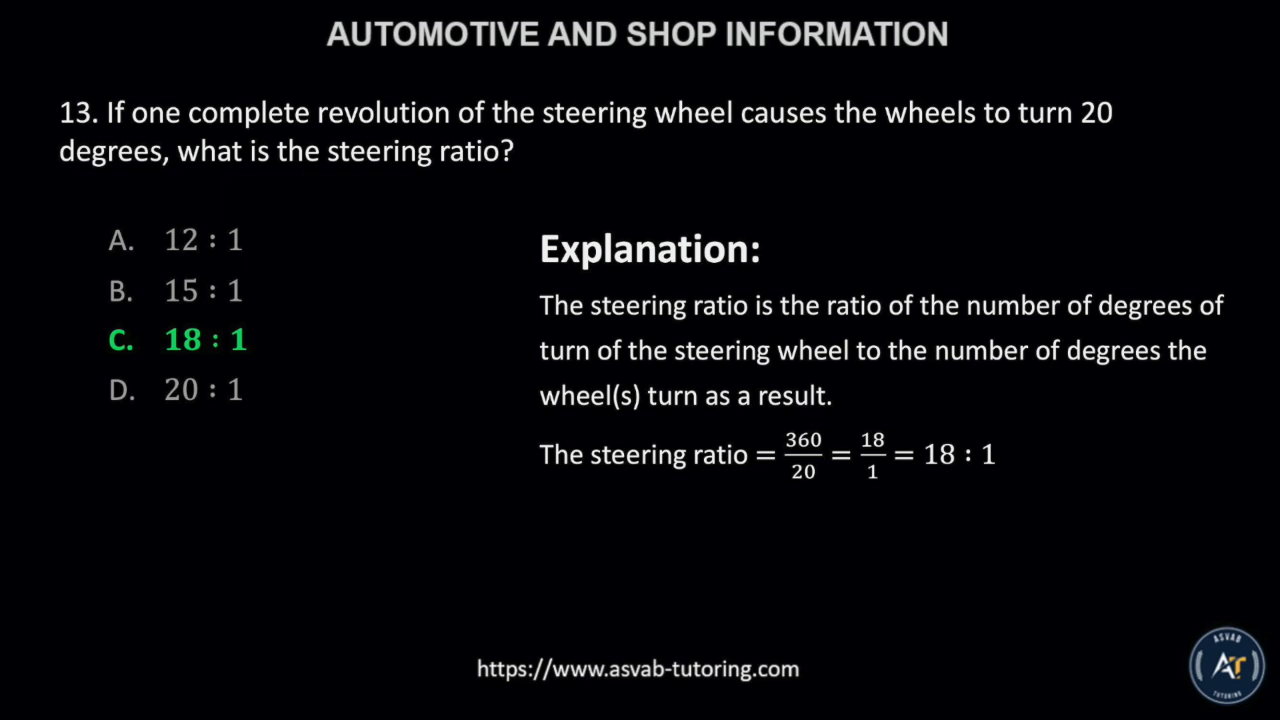 AUTOMOTIVE AND SHOP INFORMATION
13. If one complete revolution of the steering wheel causes the wheels to turn 20
degrees, what is the steering ratio?
A. 12 : 1
B. 15 : 1
C. 18 : 1
D. 20 : 1
Explanation:
The steering ratio is the ratio of the number of degrees of
turn of the steering wheel to the number of degrees the
wheel(s) turn as a result.
The steering ratio = 360/20 = 18/1 = 18 : 1
https://www.asvab-tutoring.com
ASVAB
AT
TUTORING